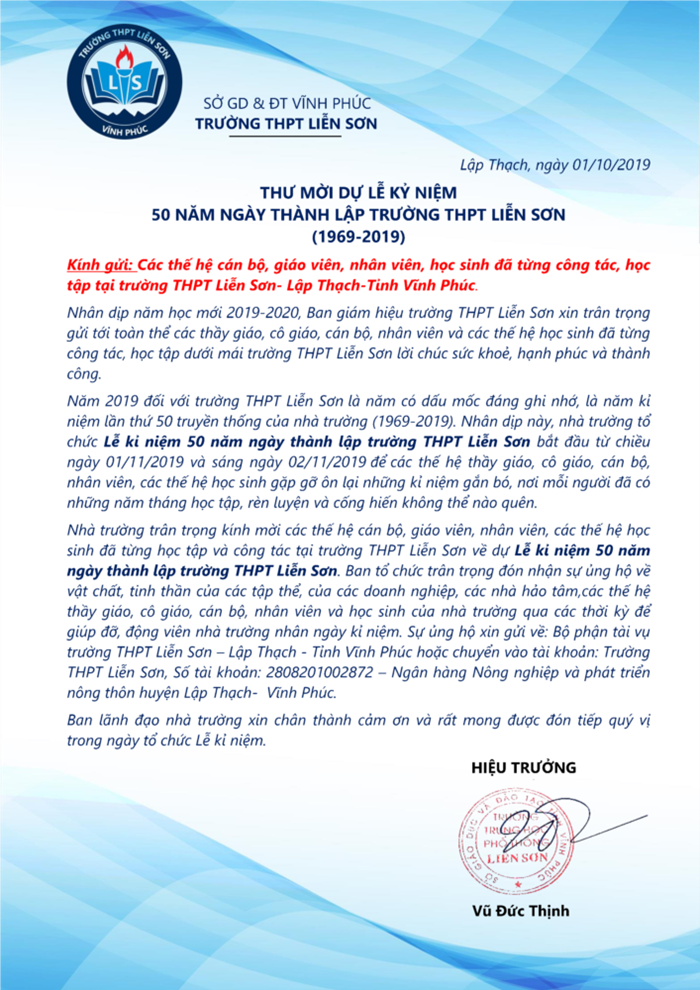 TRƯỜNG THPT LIỄN SƠN
LS
VĨNH PHÚC
SỞ GD & ĐT VĨNH PHÚC
TRƯỜNG THPT LIỄN SƠN
Lập Thạch, ngày 01/10/2019
THƯ MỜI DỰ LỄ KỶ NIỆM
50 NĂM NGÀY THÀNH LẬP TRƯỜNG THPT LIỄN SƠN
(1969-2019)
Kính gửi: Các thế hệ cán bộ, giáo viên, nhân viên, học sinh đã từng công tác, học
tập tại trường THPT Liễn Sơn- Lập Thạch-Tỉnh Vĩnh Phúc.
Nhân dịp năm học mới 2019-2020, Ban giám hiệu trường THPT Liễn Sơn xin trân trọng
gửi tới toàn thể các thầy giáo, cô giáo, cán bộ, nhân viên và các thế hệ học sinh đã từng
công tác, học tập dưới mái trường THPT Liễn Sơn lời chúc sức khoẻ, hạnh phúc và thành
công.
Năm 2019 đối với trường THPT Liễn Sơn là năm có dấu mốc đáng ghi nhớ, là năm kỉ
niệm lần thứ 50 truyền thống của nhà trường (1969-2019). Nhân dịp này, nhà trường tổ
chức Lễ kỉ niệm 50 năm ngày thành lập trường THPT Liễn Sơn bắt đầu từ chiều
ngày 01/11/2019 và sáng ngày 02/11/2019 để các thế hệ thầy giáo, cô giáo, cán bộ,
nhân viên, các thế hệ học sinh gặp gỡ ôn lại những kỉ niệm gắn bó, nơi mỗi người đã có
những năm tháng học tập, rèn luyện và cống hiến không thể nào quên.
Nhà trường trân trọng kính mời các thế hệ cán bộ, giáo viên, nhân viên, các thế hệ học
sinh đã từng học tập và công tác tại trường THPT Liễn Sơn về dự Lễ kỉ niệm 50 năm
ngày thành lập trường THPT Liễn Sơn. Ban tổ chức trân trọng đón nhận sự ủng hộ về
vật chất, tinh thần của các tập thể, của các doanh nghiệp, các nhà hảo tâm,các thế hệ
thầy giáo, cô giáo, cán bộ, nhân viên và học sinh của nhà trường qua các thời kỳ để
giúp đỡ, động viên nhà trường nhân ngày kỉ niệm. Sự ủng hộ xin gửi về: Bộ phận tài vụ
trường THPT Liễn Sơn – Lập Thạch - Tỉnh Vĩnh Phúc hoặc chuyển vào tài khoản: Trường
THPT Liễn Sơn, Số tài khoản: 2808201002872 – Ngân hàng Nông nghiệp và phát triển
nông thôn huyện Lập Thạch-  Vĩnh Phúc.
Ban lãnh đạo nhà trường xin chân thành cảm ơn và rất mong được đón tiếp quý vị
trong ngày tổ chức Lễ kỉ niệm.
HIỆU TRƯỞNG
SỞ GIÁO DỤC VÀ ĐÀO TẠO TỈNH VĨNH PHÚC
TRƯỜNG
TRUNG HỌC
PHỔ THÔNG
LIỄN SƠN
Vũ Đức Thịnh